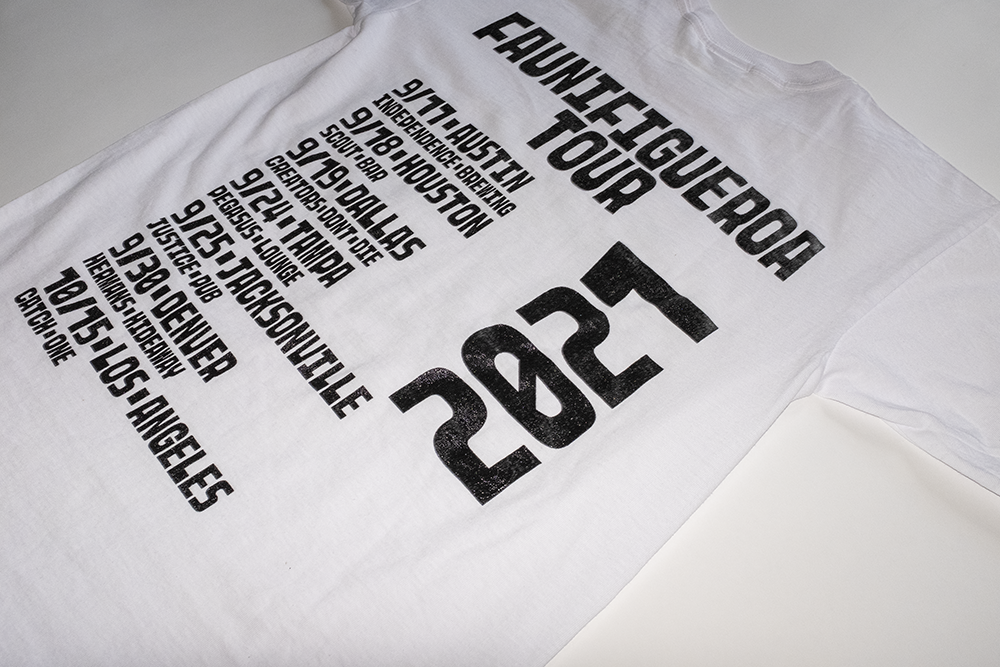 FAUNIFIGUEROA
TOUR
2021
9/17 AUSTIN
INDEPENDENCE BREWING
9/18 HOUSTON
SCOUT BAR
9/19 DALLAS
CREATORS DON'T DIE
9/24 TAMPA
PEGASUS LOUNGE
9/25 JACKSONVILLE
JUSTICE PUB
9/30 DENVER
HERMANS HIDEAWAY
10/15 LOS ANGELES
CATCH ONE